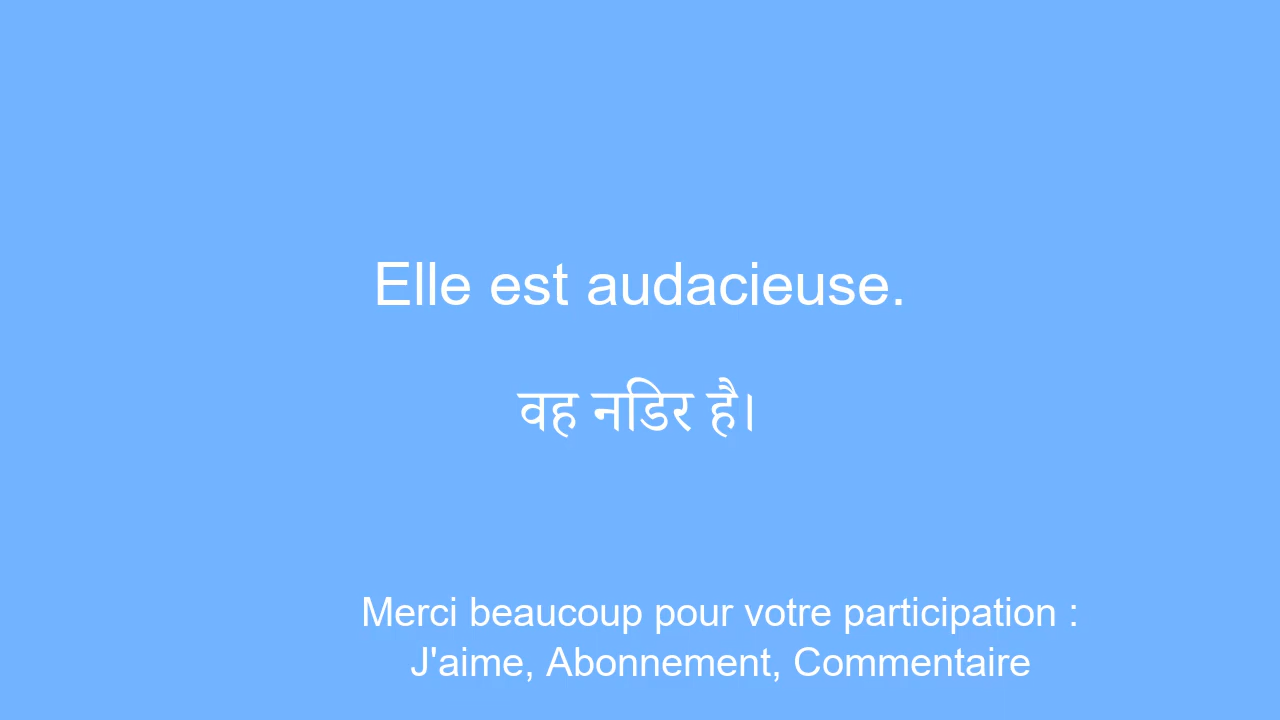 Elle est audacieuse.
वह नडिर है।
Merci beaucoup pour votre participation :
J'aime, Abonnement, Commentaire